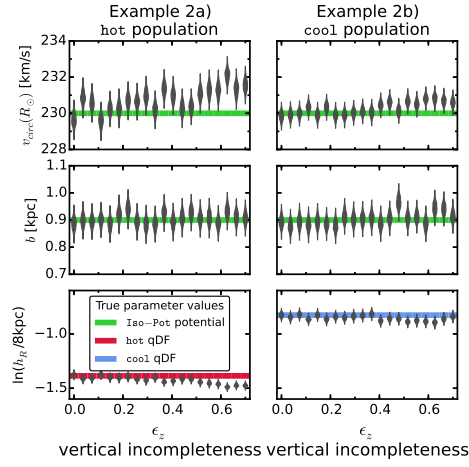 Example 2a)
hot population
Example 2b)
cool population
v_circ(R_⊙) [km/s]
234
232
230
228
b [kpc]
1.1
1.0
0.9
0.8
0.7
ln(h_R/8kpc)
−1.0
−1.5
True parameter values
Iso-Pot potential
hot qDF
cool qDF
0.0 0.2 0.4 0.6
0.0 0.2 0.4 0.6
ϵ_z
ϵ_z
vertical incompleteness
vertical incompleteness